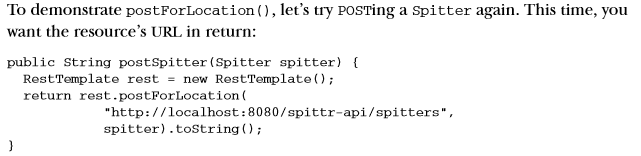 To demonstrate postForLocation(), let's try POSTing a Spitter again. This time, you
want the resource's URL in return:
public String postSpitter(Spitter spitter) {
  RestTemplate rest = new RestTemplate();
  return rest.postForLocation(
            "http://localhost:8080/spittr-api/spitters",
            spitter).toString();
}